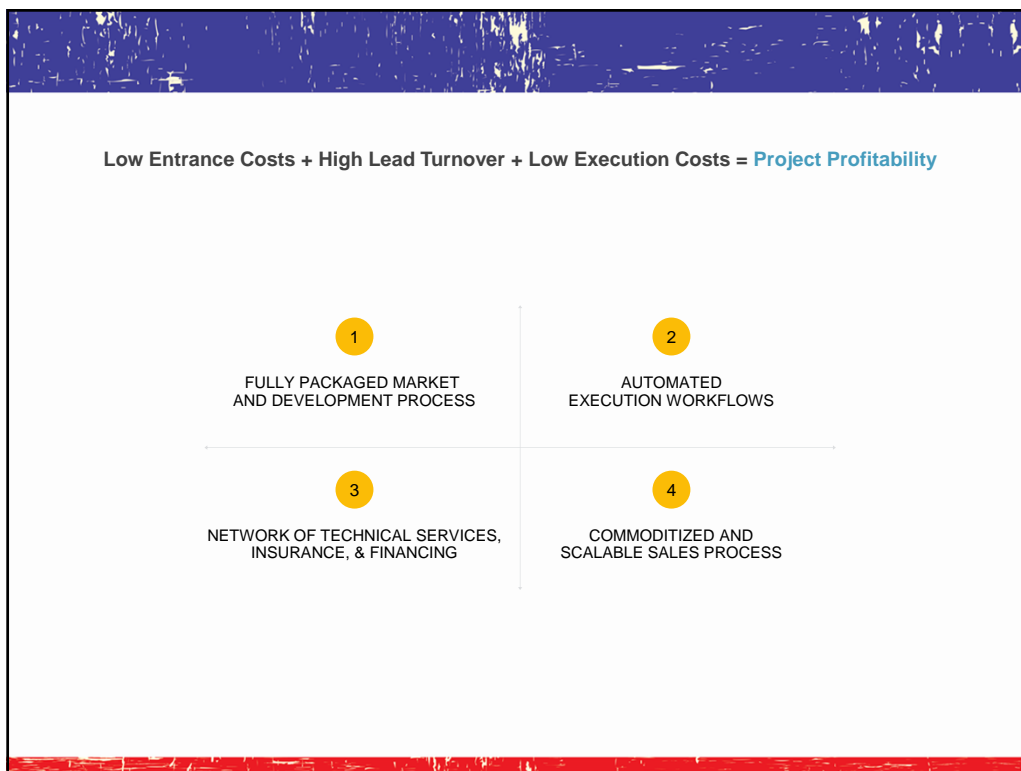 Low Entrance Costs + High Lead Turnover + Low Execution Costs = Project Profitability
1
FULLY PACKAGED MARKET
AND DEVELOPMENT PROCESS
2
AUTOMATED
EXECUTION WORKFLOWS
3
NETWORK OF TECHNICAL SERVICES,
INSURANCE, & FINANCING
4
COMMODITIZED AND
SCALABLE SALES PROCESS